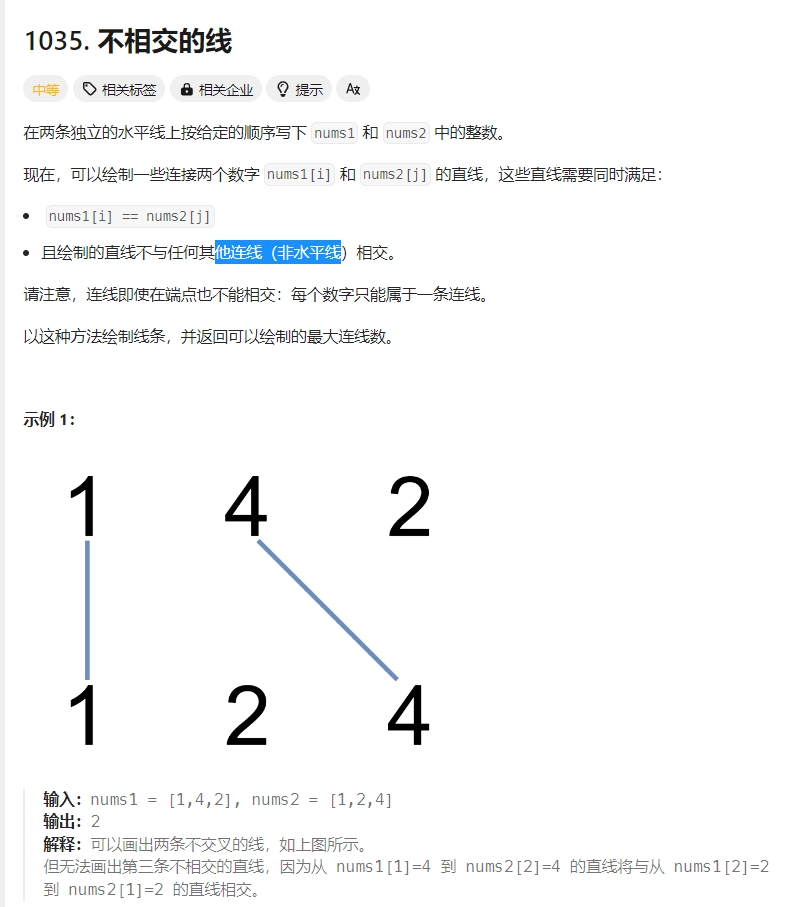 1035. 不相交的线
中等 相关标签 相关企业 提示 Ax
在两条独立的水平线上按给定的顺序写下 nums1 和 nums2 中的整数。
现在，可以绘制一些连接两个数字 nums1[i] 和 nums2[j] 的直线，这些直线需要同时满足：
• nums1[i] == nums2[j]
• 且绘制的直线不与任何其他连线（非水平线）相交。
请注意，连线即使在端点也不能相交：每个数字只能属于一条连线。
以这种方法绘制线条，并返回可以绘制的最大连线数。
示例 1：
1 4 2
1 2 4
输入：nums1 = [1,4,2], nums2 = [1,2,4]
输出：2
解释：可以画出两条不交叉的线，如上图所示。
但无法画出第三条不相交的直线，因为从 nums1[1]=4 到 nums2[2]=4 的直线将与从 nums1[2]=2
到 nums2[1]=2 的直线相交。